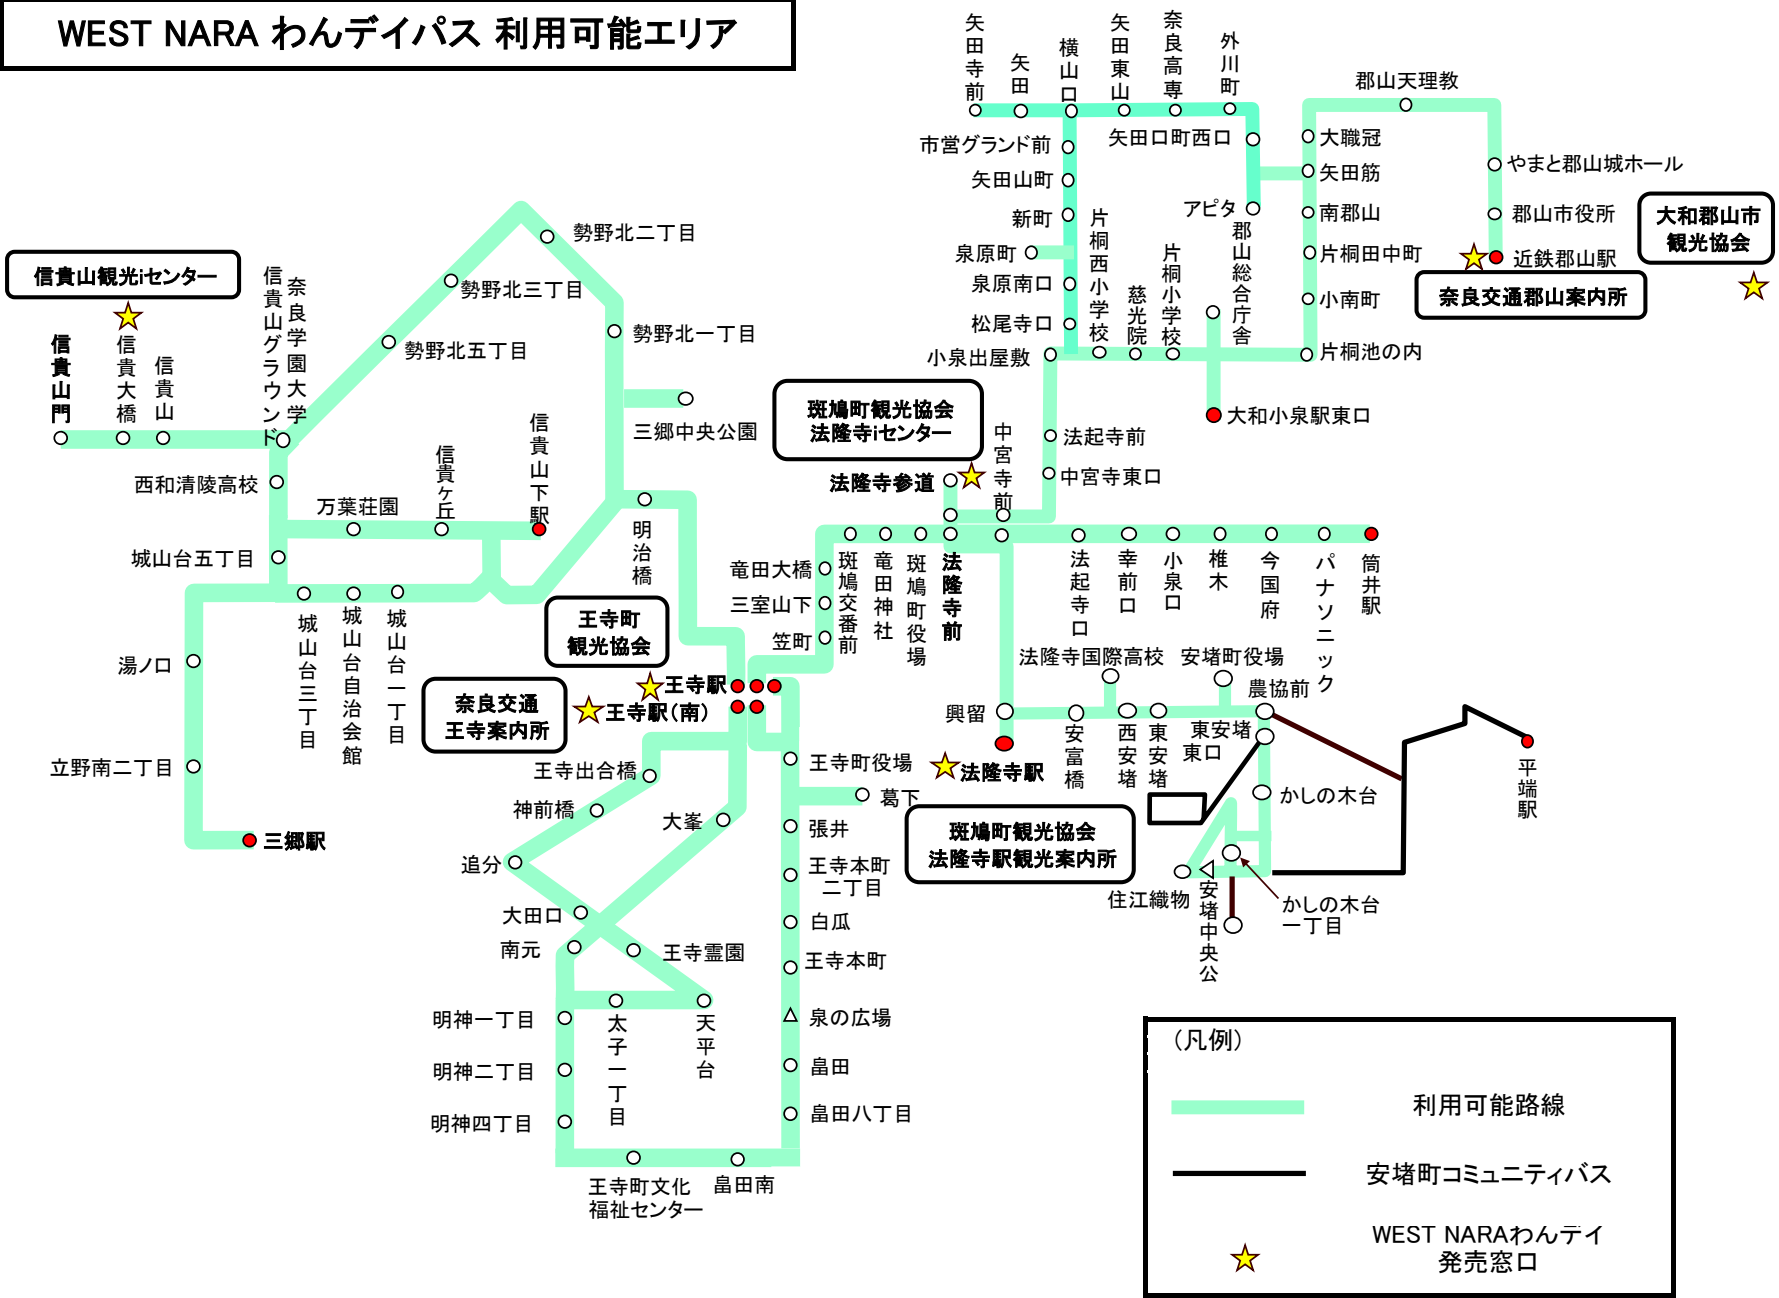 WEST NARA わんデイパス 利用可能エリア
矢田寺前
矢田
横山口
矢田東山
奈良高専
外川町
郡山天理教
市営グランド前
矢田口町西口
大職冠
矢田山町
矢田筋
やまと郡山城ホール
新町
アピタ
南郡山
郡山市役所
大和郡山市
観光協会
泉原町
片桐西小学校
郡山総合庁舎
片桐田中町
近鉄郡山駅
泉原南口
慈光院
片桐小学校
小南町
奈良交通郡山案内所
松尾寺口
小泉出屋敷
片桐池の内
大和小泉駅東口
勢野北二丁目
信貴山観光iセンター
信貴山グラウンド
奈良学園大学
勢野北三丁目
勢野北一丁目
勢野北五丁目
信貴山門
信貴大橋
信貴山
三郷中央公園
信貴山下駅
斑鳩町観光協会
法隆寺iセンター
中宮寺前
法起寺前
中宮寺東口
法隆寺参道
西和清陵高校
万葉荘園
信貴ヶ丘
明治橋
城山台五丁目
竜田大橋
三室山下
笠町
斑鳩交番前
竜田神社
斑鳩町役場
法隆寺前
法起寺口
幸前口
小泉口
椎木
今国府
パナソニック
筒井駅
城山台三丁目
城山台自治会館
城山台一丁目
王寺町
観光協会
湯ノ口
王寺駅
奈良交通
王寺案内所
王寺駅(南)
法隆寺国際高校
安堵町役場
農協前
興留
安富橋
西安堵
東安堵
東安堵
東口
平端駅
立野南二丁目
王寺出合橋
王寺町役場
法隆寺駅
神前橋
葛下
かしの木台
大峯
張井
斑鳩町観光協会
法隆寺駅観光案内所
三郷駅
追分
王寺本町
二丁目
住江織物
安堵中央公
かしの木台
一丁目
大田口
白瓜
南元
王寺霊園
王寺本町
明神一丁目
太子一丁目
天平台
泉の広場
明神二丁目
畠田
明神四丁目
畠田八丁目
王寺町文化
福祉センター
畠田南
(凡例)
利用可能路線
安堵町コミュニティバス
WEST NARAわんデイ
発売窓口